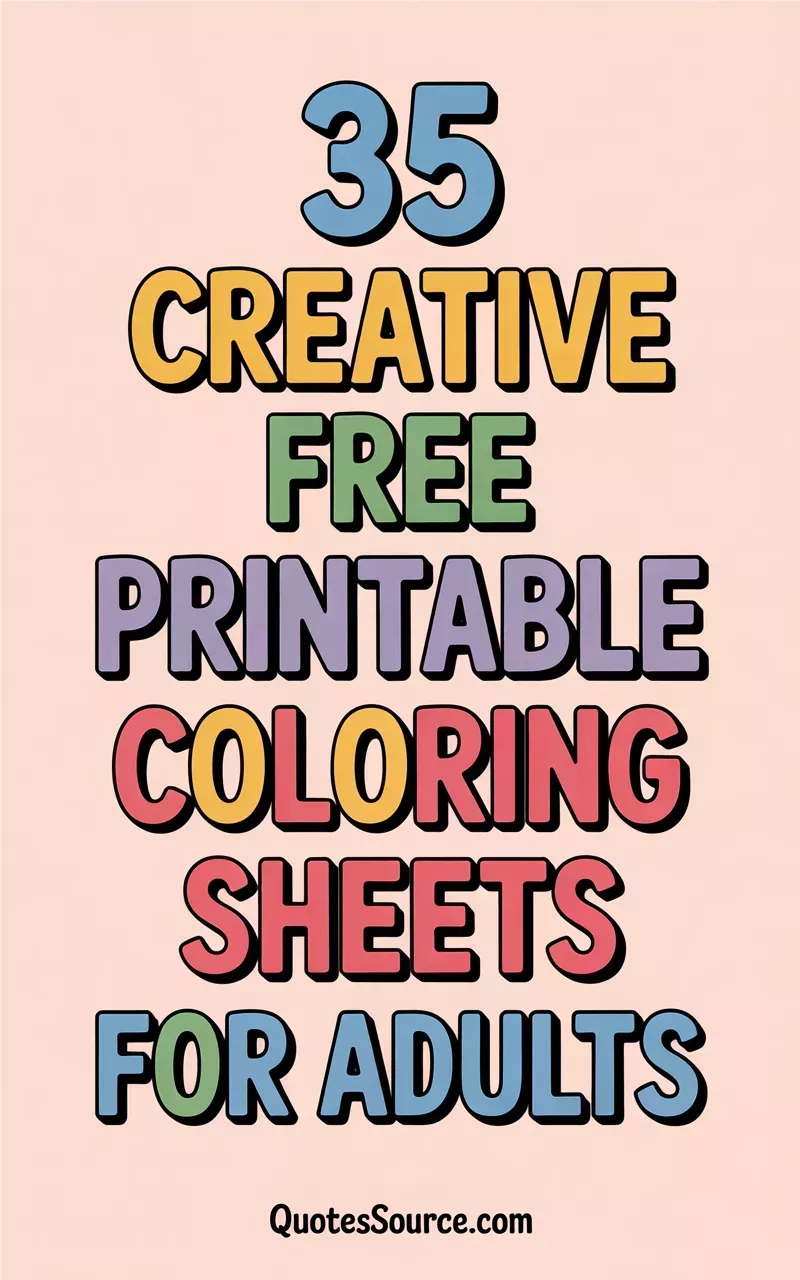 35
CREATIVE
FREE
PRINTABLE
COLORING
SHEETS
FOR ADULTS
QuotesSource.com